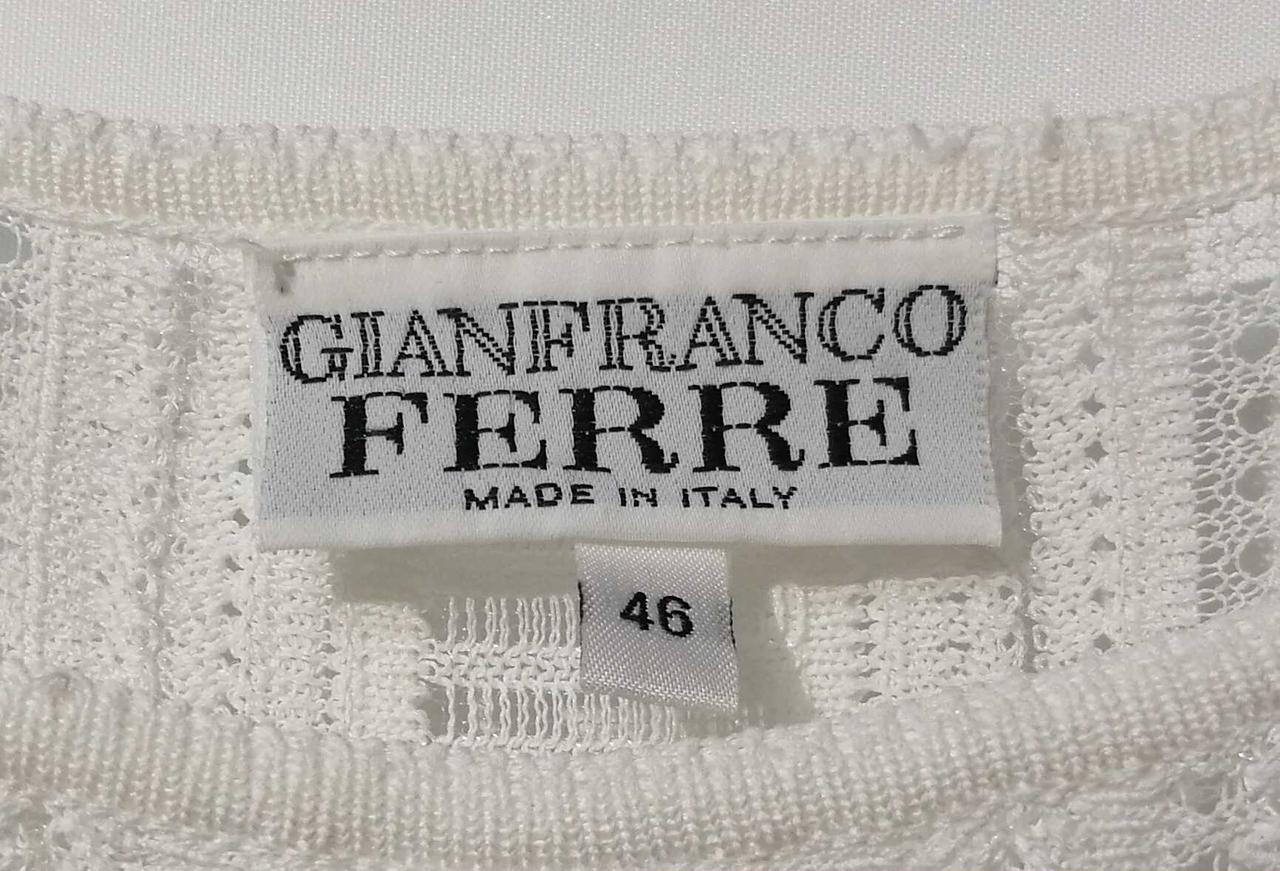 GIANFRANCO
FERRE
MADE IN ITALY
46